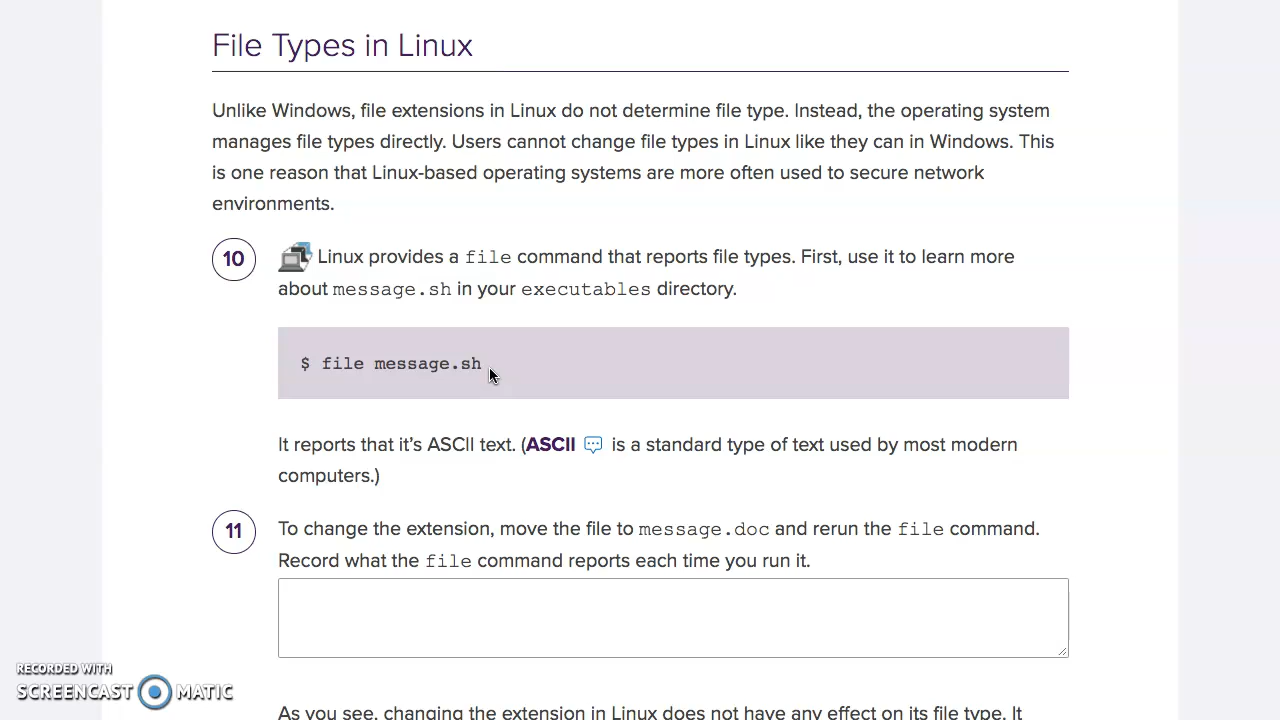 File Types in Linux
Unlike Windows, file extensions in Linux do not determine file type. Instead, the operating system
manages file types directly. Users cannot change file types in Linux like they can in Windows. This
is one reason that Linux-based operating systems are more often used to secure network
environments.
10 Linux provides a file command that reports file types. First, use it to learn more
about message.sh in your executables directory.
$ file message.sh
It reports that it’s ASCII text. (ASCII is a standard type of text used by most modern
computers.)
11 To change the extension, move the file to message.doc and rerun the file command.
Record what the file command reports each time you run it.
RECORDED WITH
SCREENCAST MATIC
As you see, changing the extension in Linux does not have any effect on its file type. It